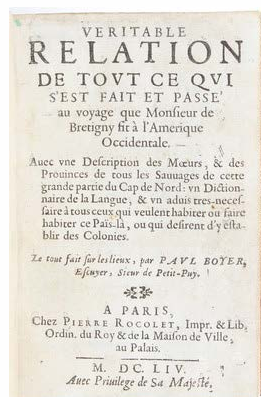 VERITABLE
RELATION
DE TOVT CE QVI
S'EST FAIT ET PASSE'
au voyage que Monsieur de
Bretigny fit à l'Amerique
Occidentale.
Auec vne Description des Mœurs, & des
Prouinces de tous les Sauuages de cette
grande partie du Cap de Nord: vn Diction-
naire de la Langue, & vn aduis tres-neces-
saire à tous ceux qui veulent habiter ou faire
habiter ce Païs-là, ou qui desirent d'y esta-
blir des Colonies.
Le tout fait sur les lieux, par PAVL BOYER,
Escuyer, Sieur de Petit-Puy.
A PARIS,
Chez PIERRE ROCOLET, Impr. & Lib.
Ordin. du Roy & de la Maison de Ville,
au Palais.
M. DC. LIV.
Auec Priuilege de Sa Majesté.